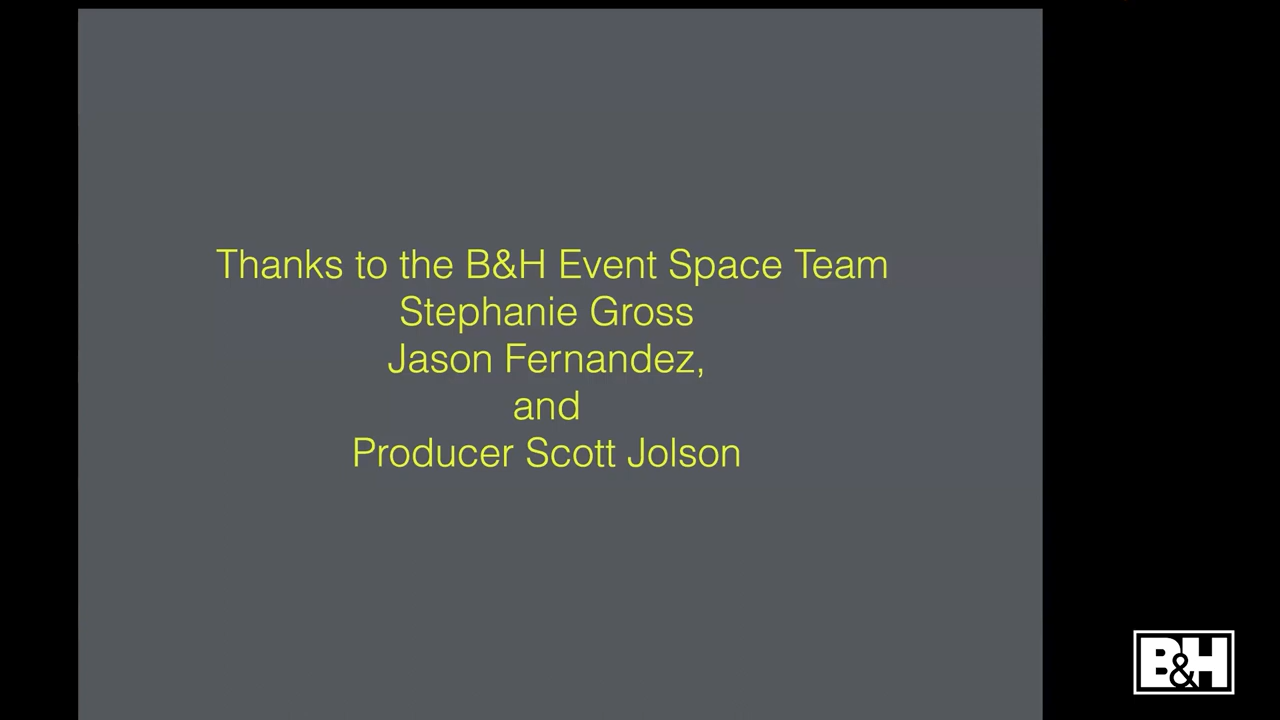 Thanks to the B&H Event Space Team
Stephanie Gross
Jason Fernandez,
and
Producer Scott Jolson
B&H